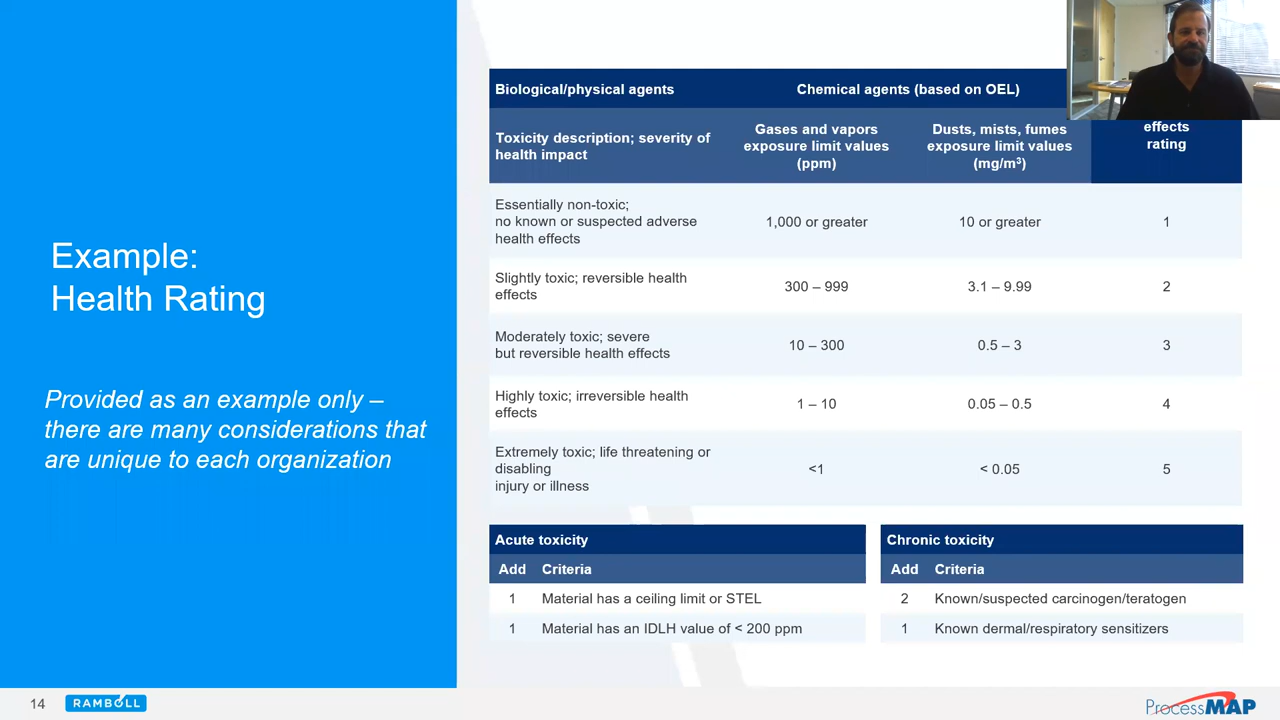 Example:
Health Rating
Provided as an example only –
there are many considerations that
are unique to each organization
Biological/physical agents
Chemical agents (based on OEL)
Toxicity description; severity of
health impact
Gases and vapors
exposure limit values
(ppm)
Dusts, mists, fumes
exposure limit values
(mg/m³)
effects
rating
Essentially non-toxic;
no known or suspected adverse
health effects
1,000 or greater
10 or greater
1
Slightly toxic; reversible health
effects
300 – 999
3.1 – 9.99
2
Moderately toxic; severe
but reversible health effects
10 – 300
0.5 – 3
3
Highly toxic; irreversible health
effects
1 – 10
0.05 – 0.5
4
Extremely toxic; life threatening or
disabling
injury or illness
<1
< 0.05
5
Acute toxicity
Add Criteria
1 Material has a ceiling limit or STEL
1 Material has an IDLH value of < 200 ppm
Chronic toxicity
Add Criteria
2 Known/suspected carcinogen/teratogen
1 Known dermal/respiratory sensitizers
14
RAMBOLL
ProcessMAP